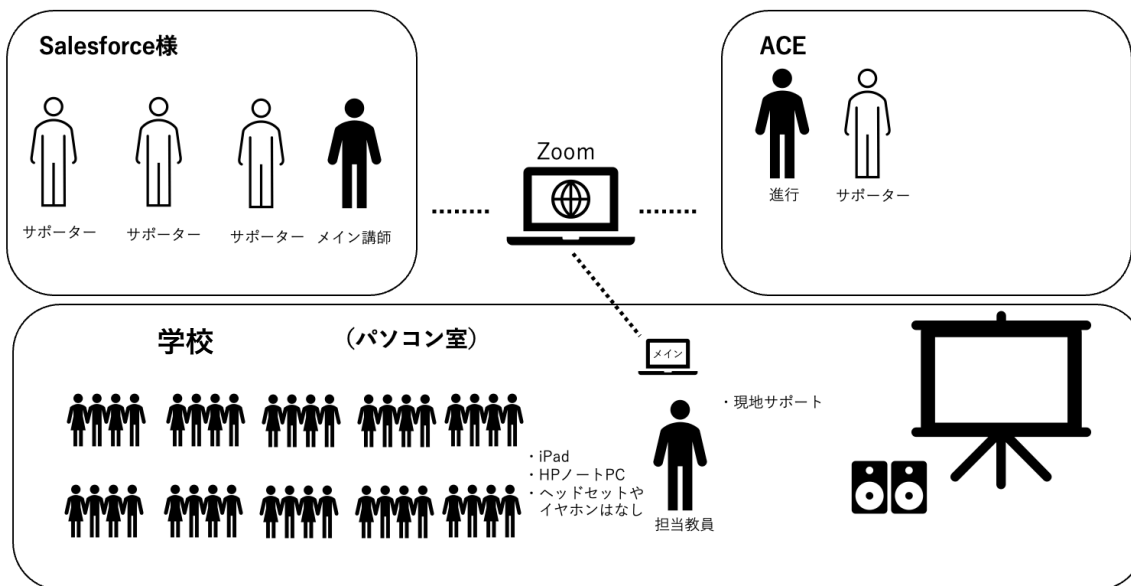 Salesforce様
サポーター
サポーター
サポーター
メイン講師
Zoom
ACE
進行
サポーター
学校
（パソコン室）
メイン
・現地サポート
・iPad
・HPノートPC
・ヘッドセットや
イヤホンはなし
担当教員